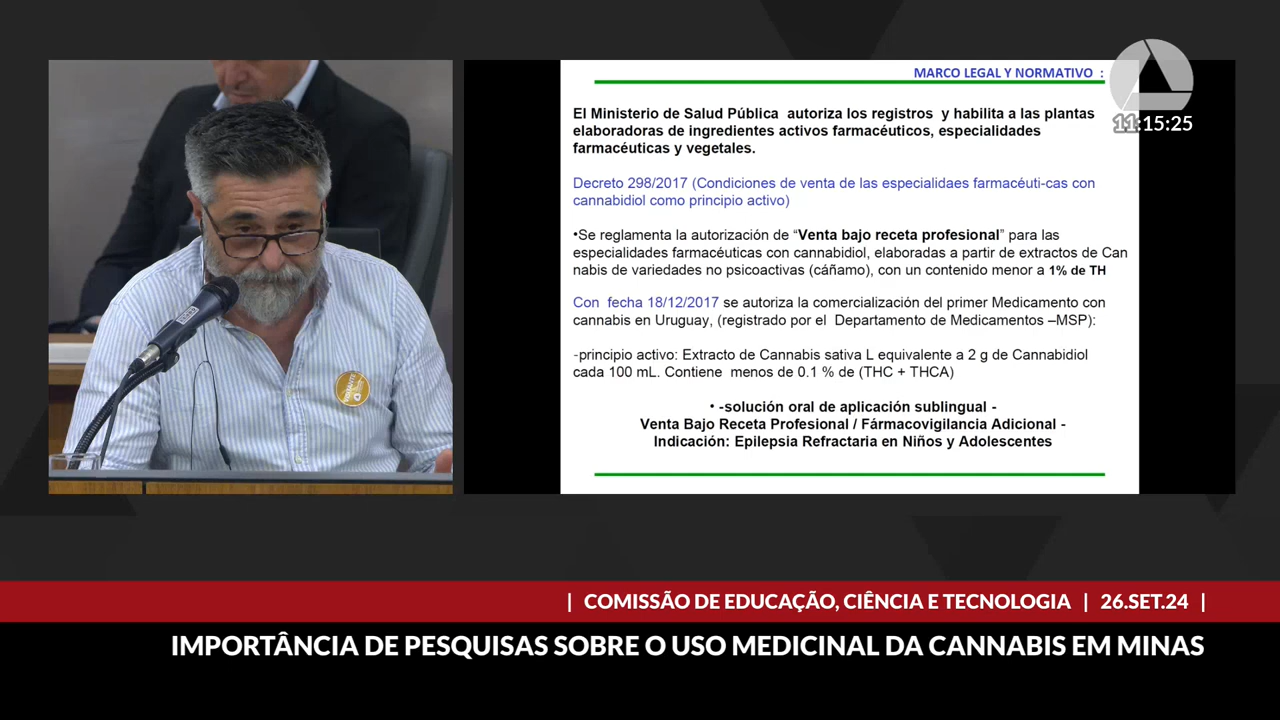 MARCO LEGAL Y NORMATIVO :
11:15:25
El Ministerio de Salud Pública autoriza los registros y habilita a las plantas
elaboradoras de ingredientes activos farmacéuticos, especialidades
farmacéuticas y vegetales.
Decreto 298/2017 (Condiciones de venta de las especialidaes farmacéuti-cas con
cannabidiol como principio activo)
•Se reglamenta la autorización de “Venta bajo receta profesional” para las
especialidades farmacéuticas con cannabidiol, elaboradas a partir de extractos de Can
nabis de variedades no psicoactivas (cáñamo), con un contenido menor a 1% de TH
Con fecha 18/12/2017 se autoriza la comercialización del primer Medicamento con
cannabis en Uruguay, (registrado por el Departamento de Medicamentos –MSP):
-principio activo: Extracto de Cannabis sativa L equivalente a 2 g de Cannabidiol
cada 100 mL. Contiene menos de 0.1 % de (THC + THCA)
• -solución oral de aplicación sublingual -
Venta Bajo Receta Profesional / Fármacovigilancia Adicional -
Indicación: Epilepsia Refractaria en Niños y Adolescentes
VISITANTE
| COMISSÃO DE EDUCAÇÃO, CIÊNCIA E TECNOLOGIA | 26.SET.24 |
IMPORTÂNCIA DE PESQUISAS SOBRE O USO MEDICINAL DA CANNABIS EM MINAS